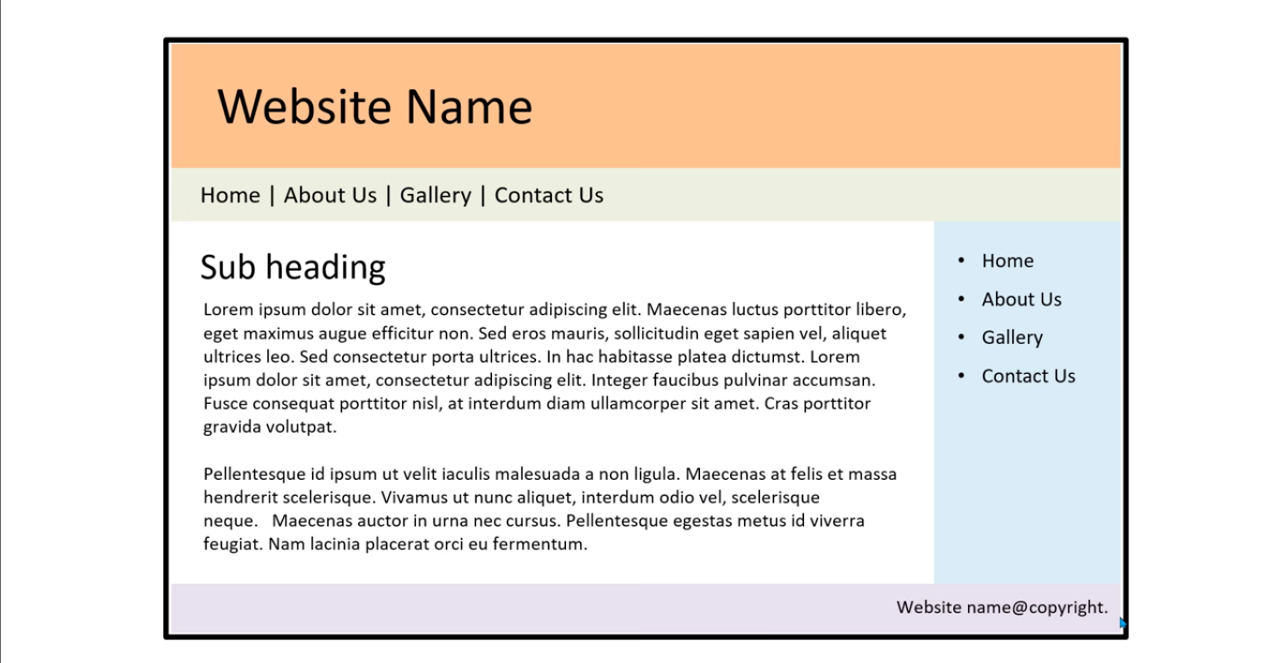 Website Name
Home | About Us | Gallery | Contact Us
Sub heading
Lorem ipsum dolor sit amet, consectetur adipiscing elit. Maecenas luctus porttitor libero,
eget maximus augue efficitur non. Sed eros mauris, sollicitudin eget sapien vel, aliquet
ultrices leo. Sed consectetur porta ultrices. In hac habitasse platea dictumst. Lorem
ipsum dolor sit amet, consectetur adipiscing elit. Integer faucibus pulvinar accumsan.
Fusce consequat porttitor nisl, at interdum diam ullamcorper sit amet. Cras porttitor
gravida volutpat.
Pellentesque id ipsum ut velit iaculis malesuada a non ligula. Maecenas at felis et massa
hendrerit scelerisque. Vivamus ut nunc aliquet, interdum odio vel, scelerisque
neque.   Maecenas auctor in urna nec cursus. Pellentesque egestas metus id viverra
feugiat. Nam lacinia placerat orci eu fermentum.
• Home
• About Us
• Gallery
• Contact Us
Website name@copyright.